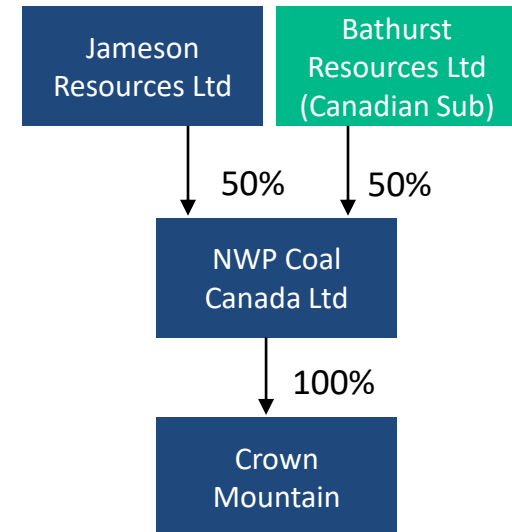 Jameson
Resources Ltd
Bathurst
Resources Ltd
(Canadian Sub)
50%
50%
NWP Coal
Canada Ltd
100%
Crown
Mountain